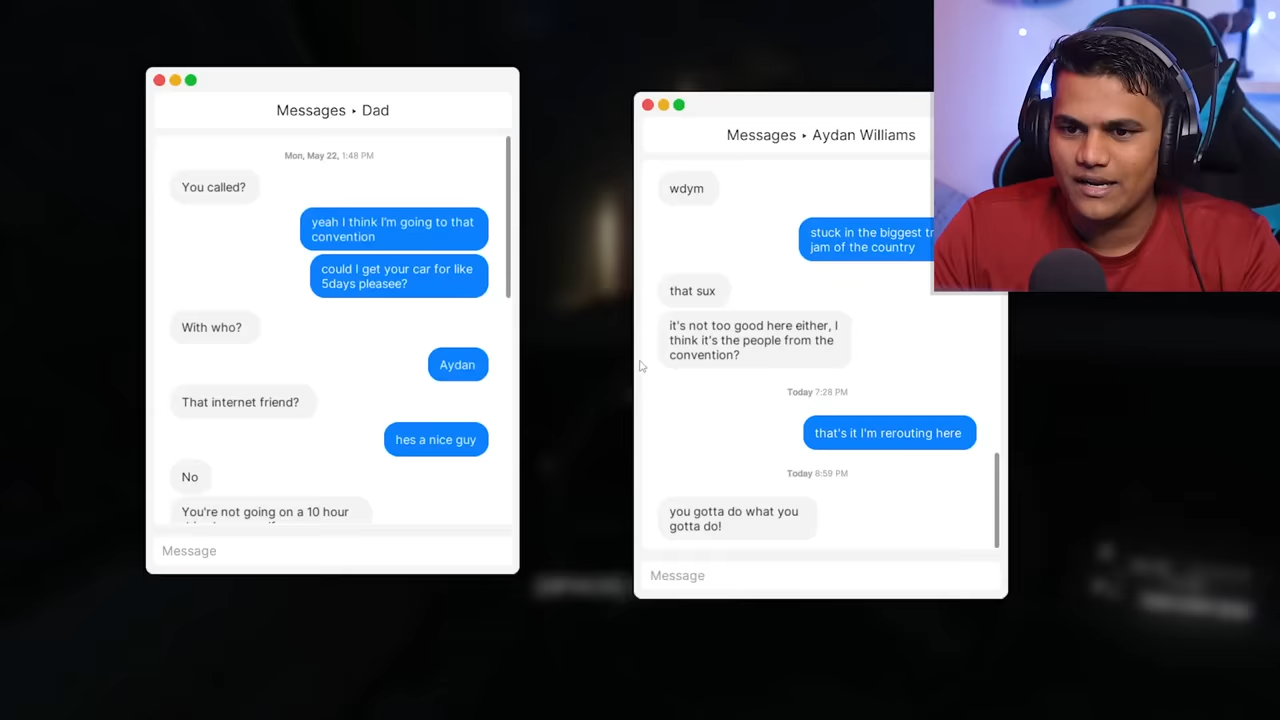 Messages ▸ Dad
Mon, May 22, 1:48 PM
You called?
yeah I think I'm going to that
convention
could I get your car for like
5days pleasee?
With who?
Aydan
That internet friend?
hes a nice guy
No
You're not going on a 10 hour
Message
Messages ▸ Aydan Williams
wdym
stuck in the biggest
jam of the country
that sux
it's not too good here either, I
think it's the people from the
convention?
Today 7:28 PM
that's it I'm rerouting here
Today 8:59 PM
you gotta do what you
gotta do!
Message